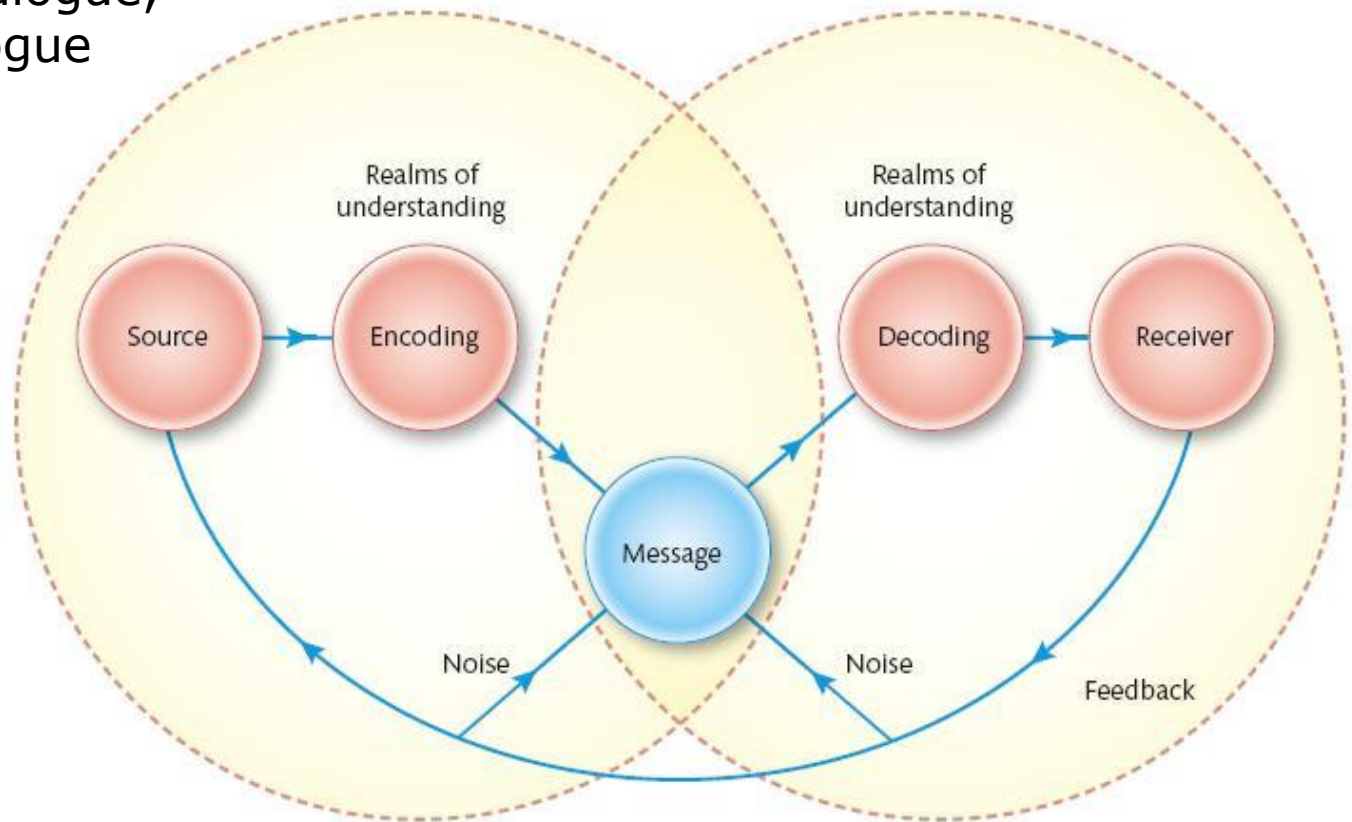 Realms of
understanding
Realms of
understanding
Source
Encoding
Decoding
Receiver
Message
Noise
Noise
Feedback